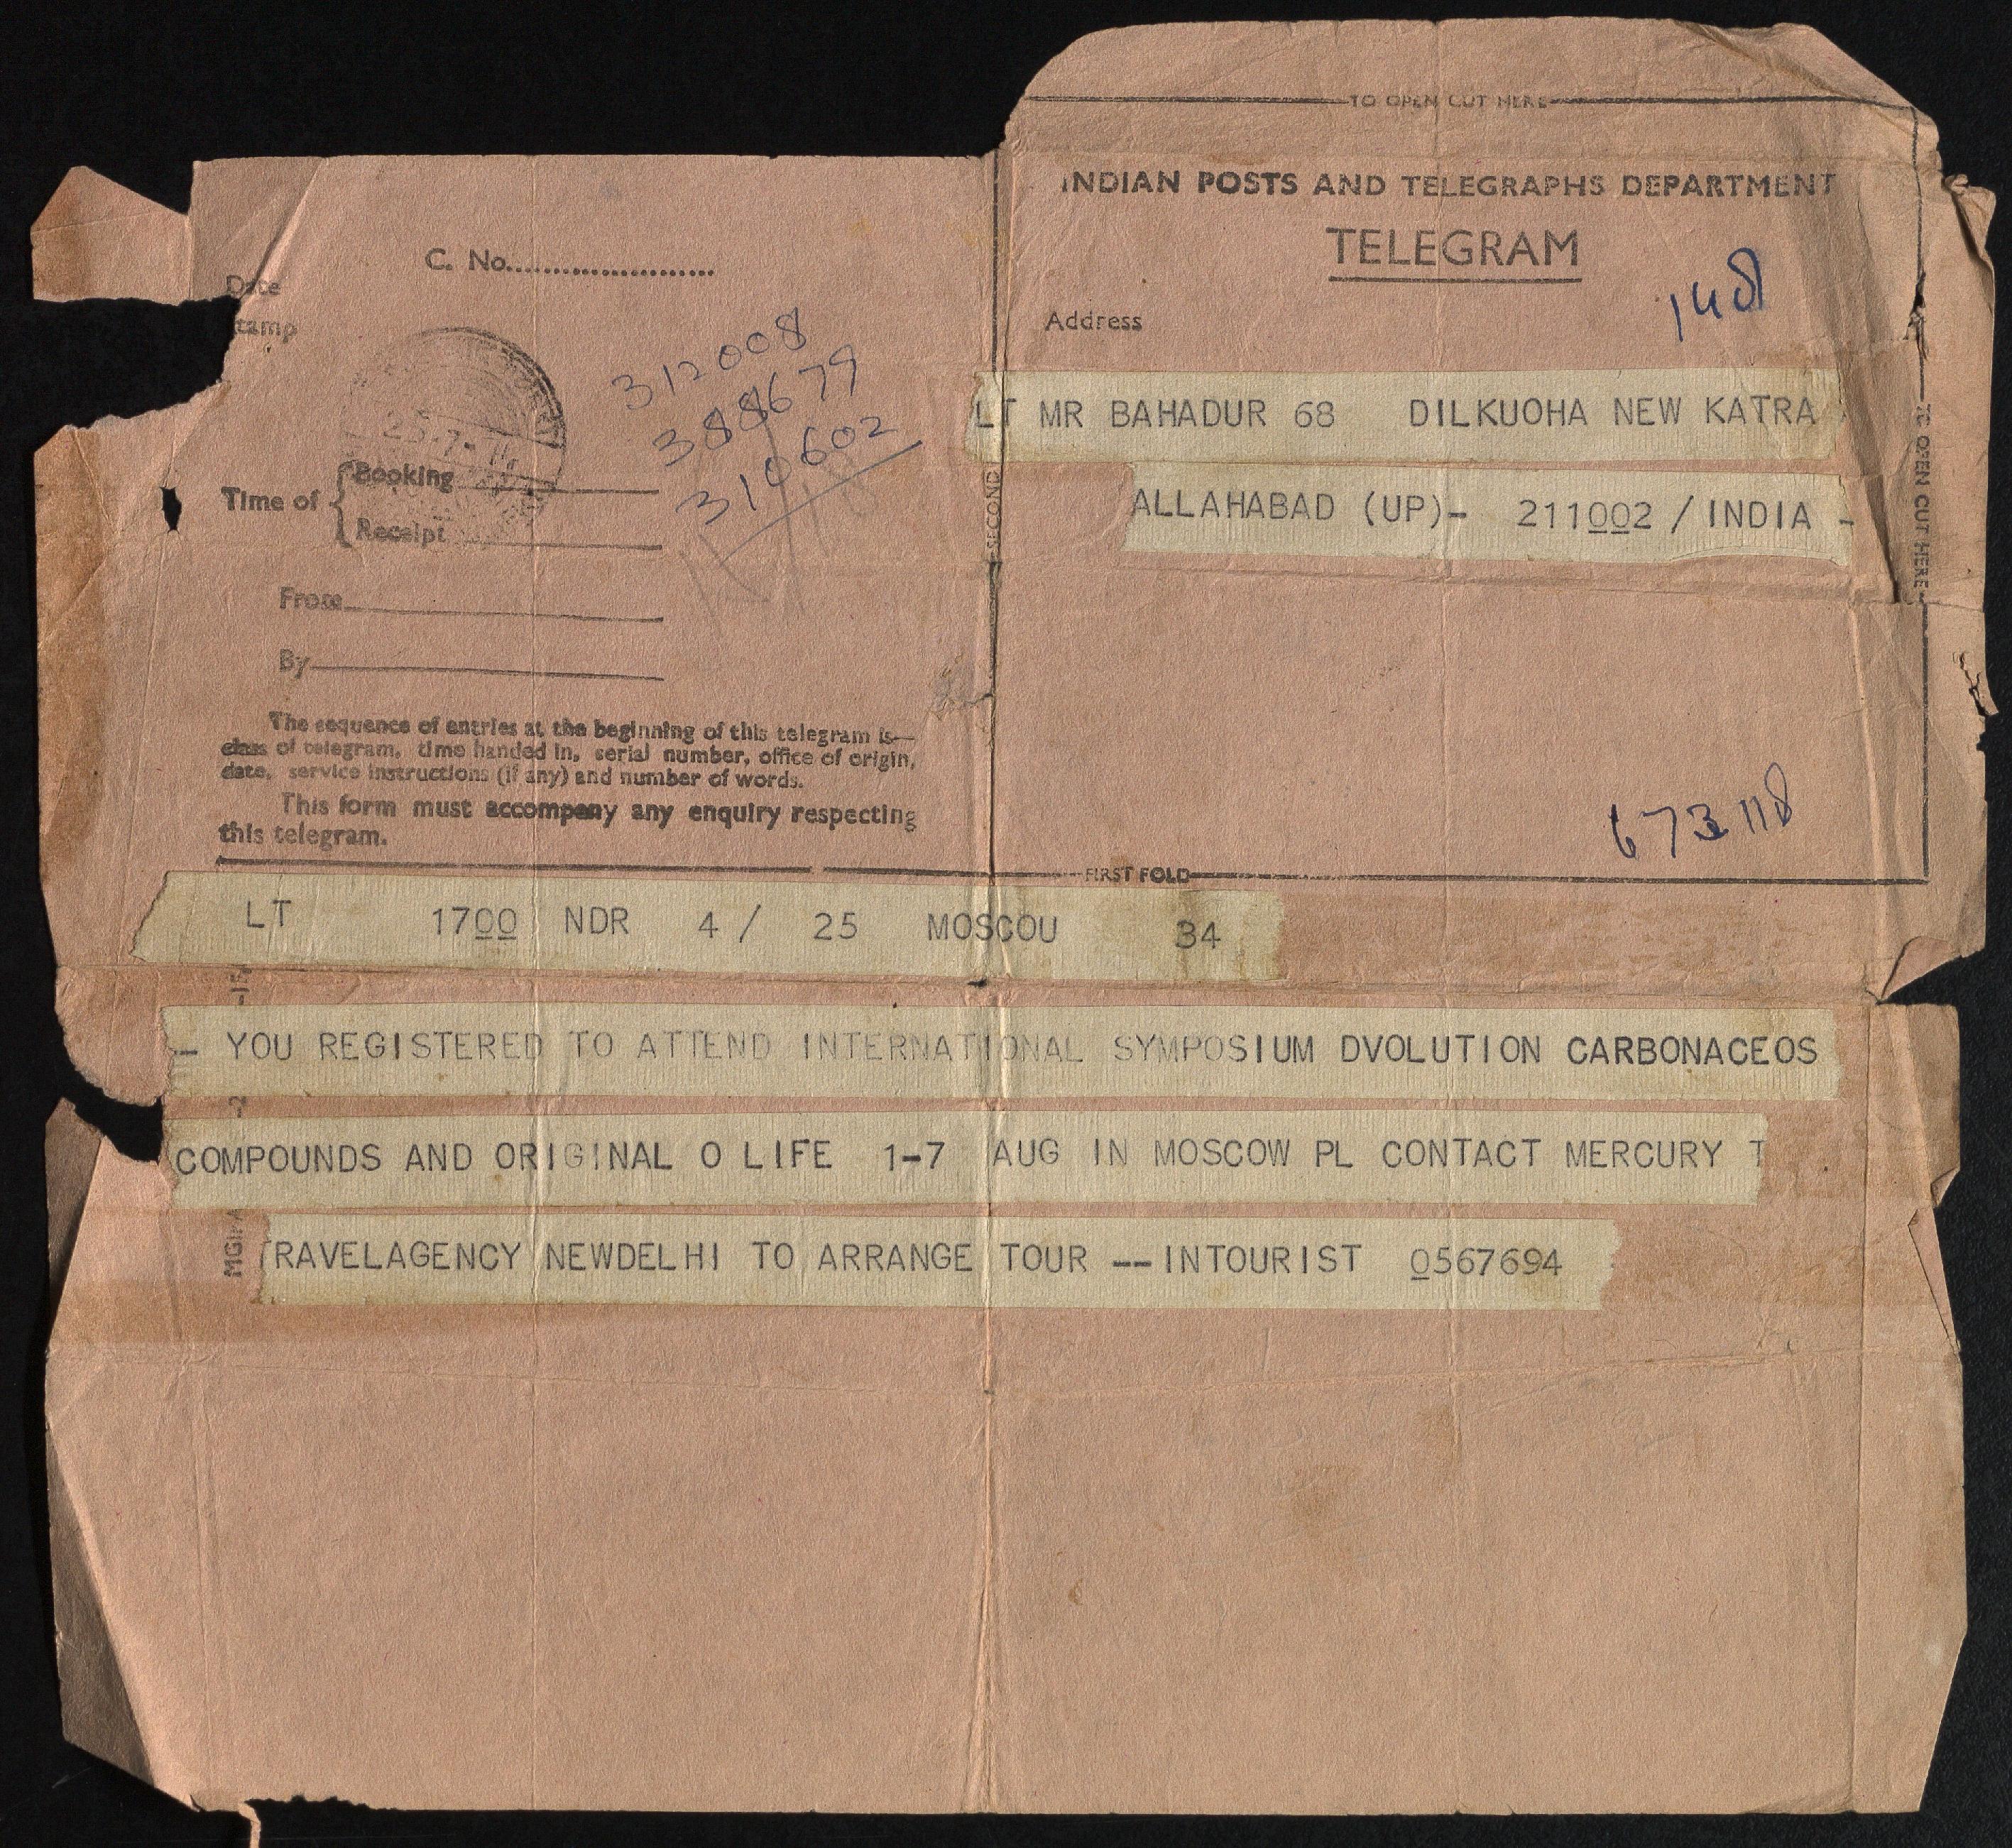 TO OPEN CUT HERE
INDIAN POSTS AND TELEGRAPHS DEPARTMENT
TELEGRAM
148
Address
LT MR BAHADUR 68 DILKUOHA NEW KATRA
ALLAHABAD (UP)- 211002 / INDIA -
TO OPEN CUT HERE
SECOND
673118
C. No.
Date
tamp
312008
388679
Time of { Booking
Receipt
From
By
The sequence of entries at the beginning of this telegram is—
class of telegram, time handed in, serial number, office of origin,
date, service instructions (if any) and number of words.
This form must accompany any enquiry respecting
this telegram.
FIRST FOLD
LT 1700 NDR 4 / 25 MOSCOU 34
- YOU REGISTERED TO ATTEND INTERNATIONAL SYMPOSIUM DVOLUTION CARBONACEOS
COMPOUNDS AND ORIGINAL O LIFE 1-7 AUG IN MOSCOW PL CONTACT MERCURY T
RAVELAGENCY NEWDELHI TO ARRANGE TOUR -- INTOURIST 0567694